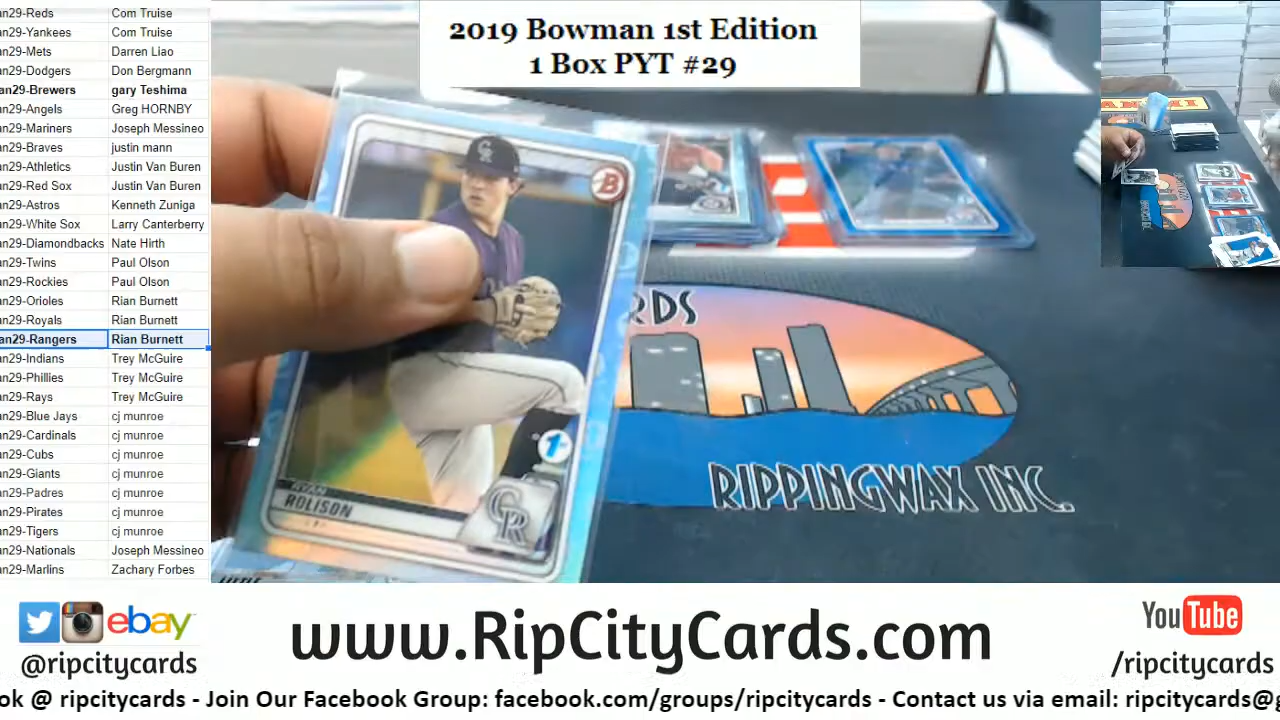 2019 Bowman 1st Edition
1 Box PYT #29
an29-Reds Com Truise
an29-Yankees Com Truise
an29-Mets Darren Liao
an29-Dodgers Don Bergmann
an29-Brewers gary Teshima
an29-Angels Greg HORNBY
an29-Mariners Joseph Messineo
an29-Braves justin mann
an29-Athletics Justin Van Buren
an29-Red Sox Justin Van Buren
an29-Astros Kenneth Zuniga
an29-White Sox Larry Canterberry
an29-Diamondbacks Nate Hirth
an29-Twins Paul Olson
an29-Rockies Paul Olson
an29-Orioles Rian Burnett
an29-Royals Rian Burnett
an29-Rangers Rian Burnett
an29-Indians Trey McGuire
an29-Phillies Trey McGuire
an29-Rays Trey McGuire
an29-Blue Jays cj munroe
an29-Cardinals cj munroe
an29-Cubs cj munroe
an29-Giants cj munroe
an29-Padres cj munroe
an29-Pirates cj munroe
an29-Tigers cj munroe
an29-Nationals Joseph Messineo
an29-Marlins Zachary Forbes
CR
B
1st
RYAN
ROLISON
CR
RDS
RIPPINGWAX INC.
ebay
@ripcitycards
www.RipCityCards.com
YouTube
/ripcitycards
ok @ ripcitycards - Join Our Facebook Group: facebook.com/groups/ripcitycards - Contact us via email: ripcitycards@g